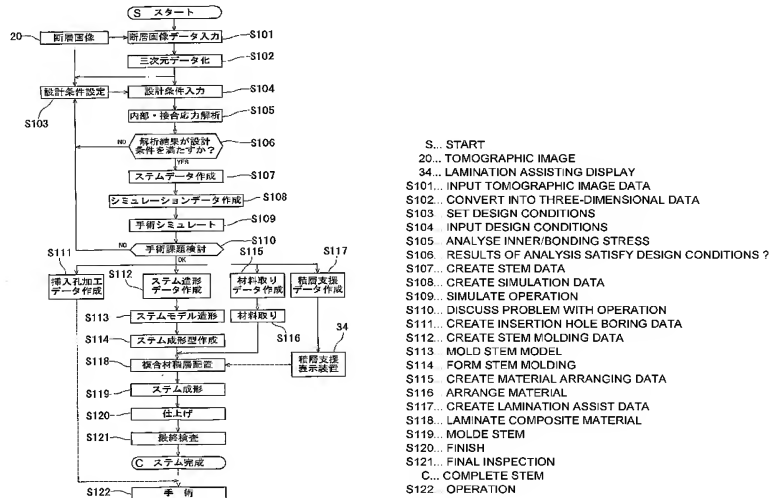 S スタート
20 断層画像
断層画像データ入力 S101
三次元データ化 S102
設計条件設定
S103
設計条件入力 S104
内部・接合応力解析 S105
解析結果が設計
条件を満たすか？
S106
NO
YES
ステムデータ作成 S107
シミュレーションデータ作成 S108
手術シミュレート S109
手術課題検討 S110
NO
OK
S111
挿入孔加工
データ作成
S112
ステム造形
データ作成
S115
材料取り
データ作成
S117
積層支援
データ作成
S113 ステムモデル造形
材料取り
S116
S114 ステム成形型作成
34
積層支援
表示装置
S118 複合材積層配置
S119 ステム成形
S120 仕上げ
S121 最終検査
C ステム完成
S122 手 術
S... START
20... TOMOGRAPHIC IMAGE
34... LAMINATION ASSISTING DISPLAY
S101... INPUT TOMOGRAPHIC IMAGE DATA
S102... CONVERT INTO THREE-DIMENSIONAL DATA
S103 SET DESIGN CONDITIONS
S104 INPUT DESIGN CONDITIONS
S105... ANALYSE INNER/BONDING STRESS
S106... RESULTS OF ANALYSIS SATISFY DESIGN CONDITIONS ?
S107... CREATE STEM DATA
S108... CREATE SIMULATION DATA
S109... SIMULATE OPERATION
S110... DISCUSS PROBLEM WITH OPERATION
S111... CREATE INSERTION HOLE BORING DATA
S112... CREATE STEM MOLDING DATA
S113... MOLD STEM MODEL
S114... FORM STEM MOLDING
S115... CREATE MATERIAL ARRANGING DATA
S116 ARRANGE MATERIAL
S117... CREATE LAMINATION ASSIST DATA
S118... LAMINATE COMPOSITE MATERIAL
S119... MOLDE STEM
S120... FINISH
S121... FINAL INSPECTION
C... COMPLETE STEM
S122 OPERATION